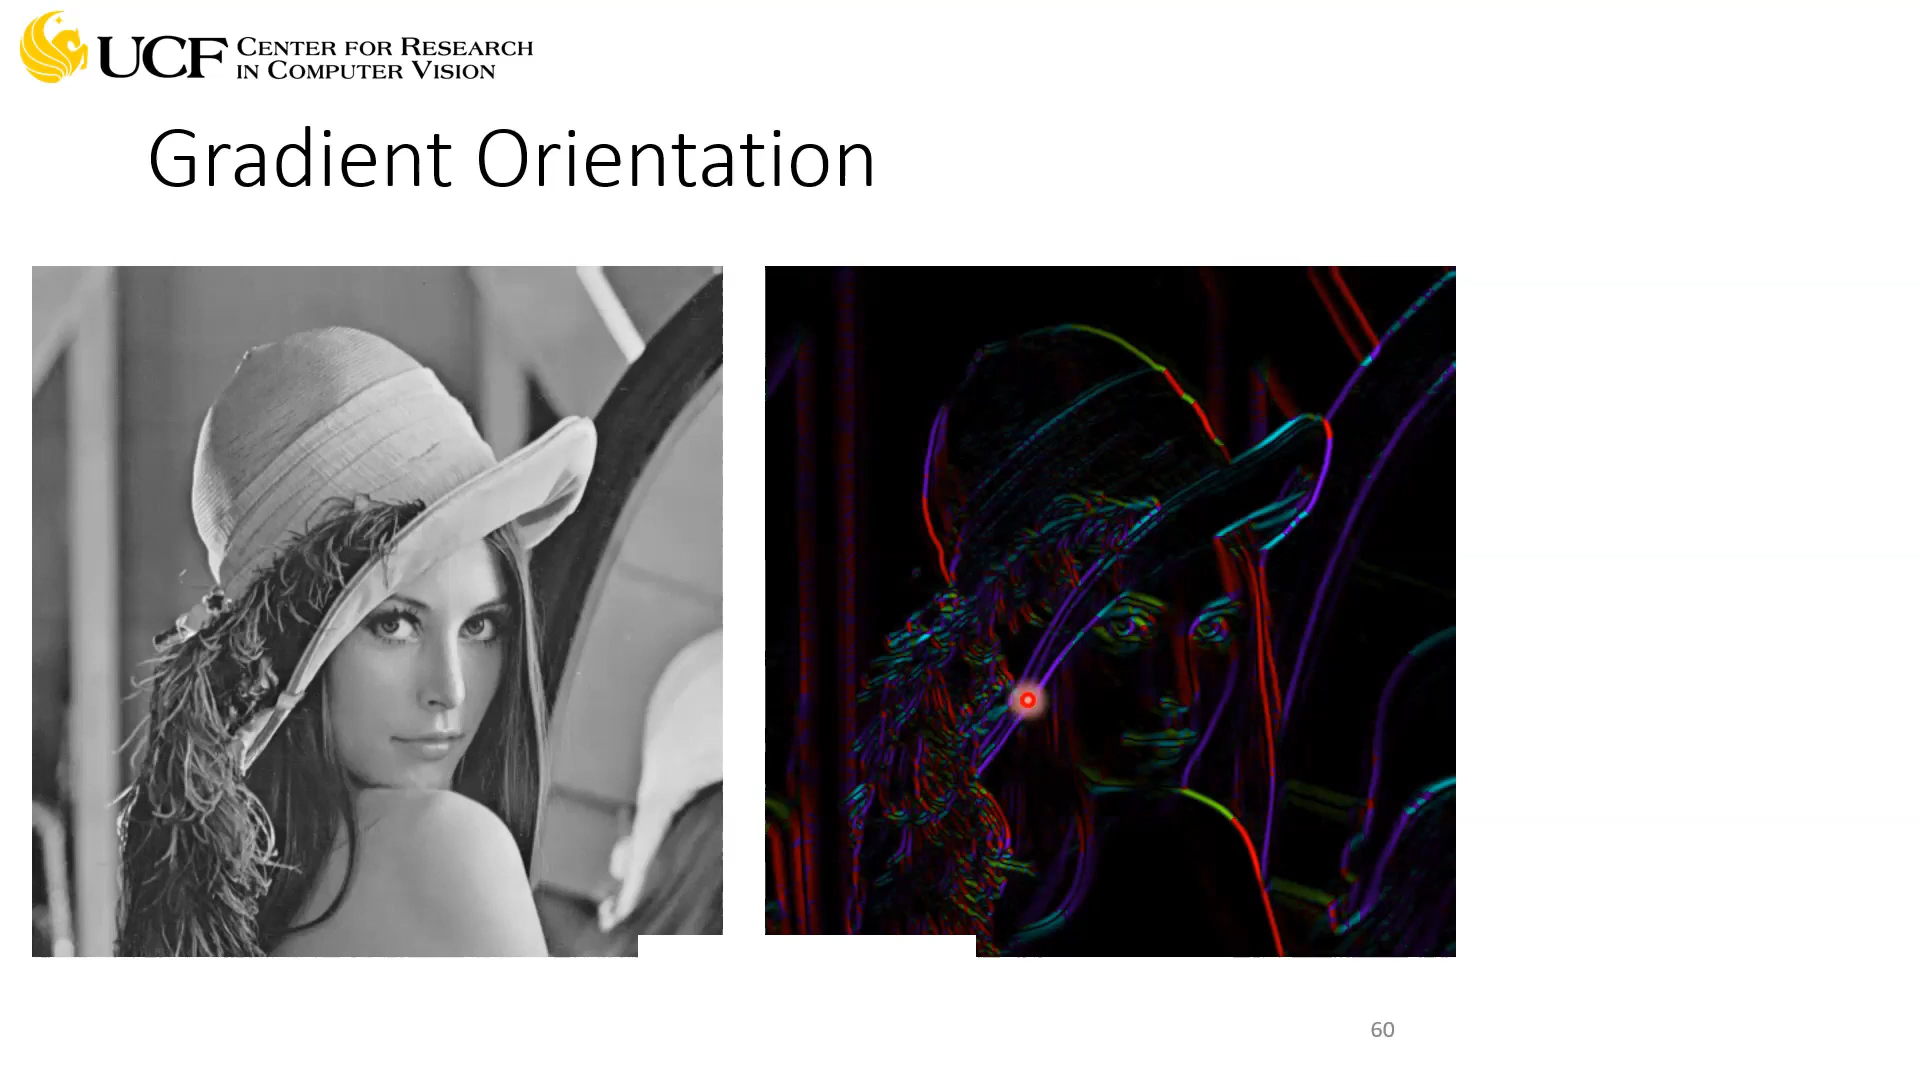 UCF CENTER FOR RESEARCH
IN COMPUTER VISION
Gradient Orientation
60